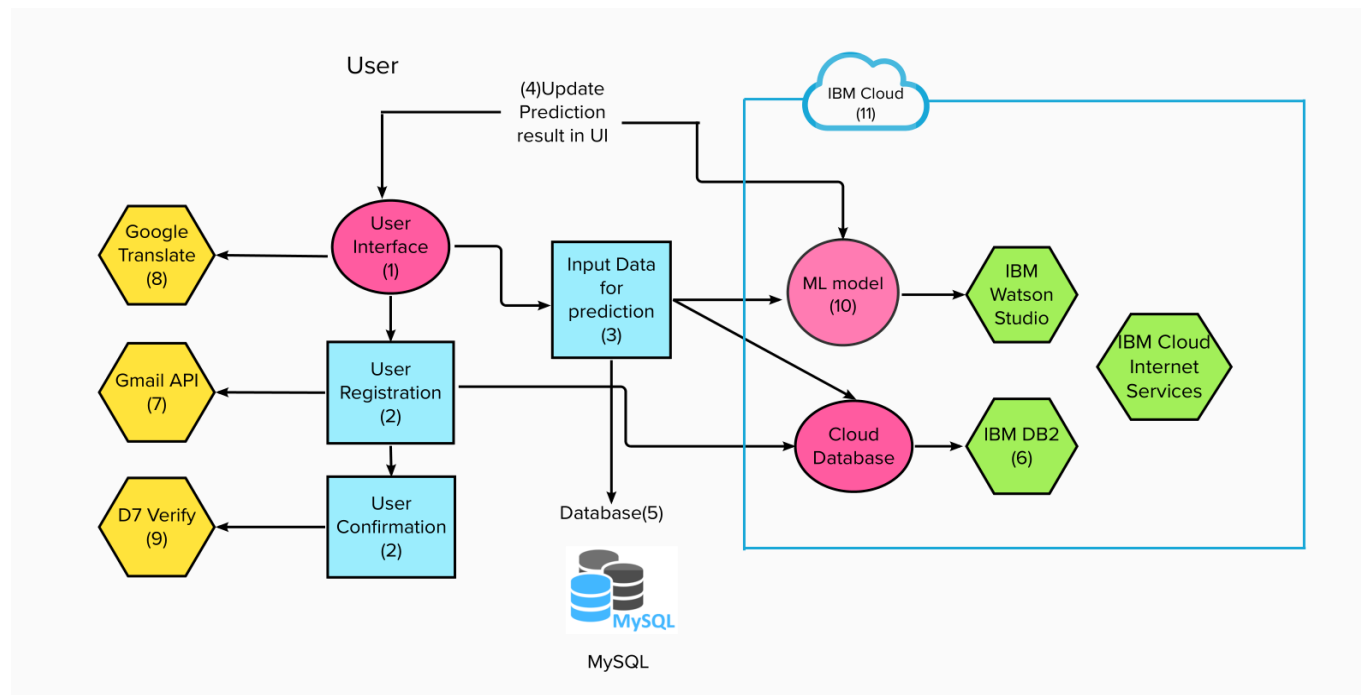 User
(4)Update
Prediction
result in UI
IBM Cloud
(11)
User
Interface
(1)
Google
Translate
(8)
Input Data
for
prediction
(3)
ML model
(10)
IBM
Watson
Studio
IBM Cloud
Internet
Services
Gmail API
(7)
User
Registration
(2)
Cloud
Database
IBM DB2
(6)
D7 Verify
(9)
User
Confirmation
(2)
Database(5)
MySQL
MySQL